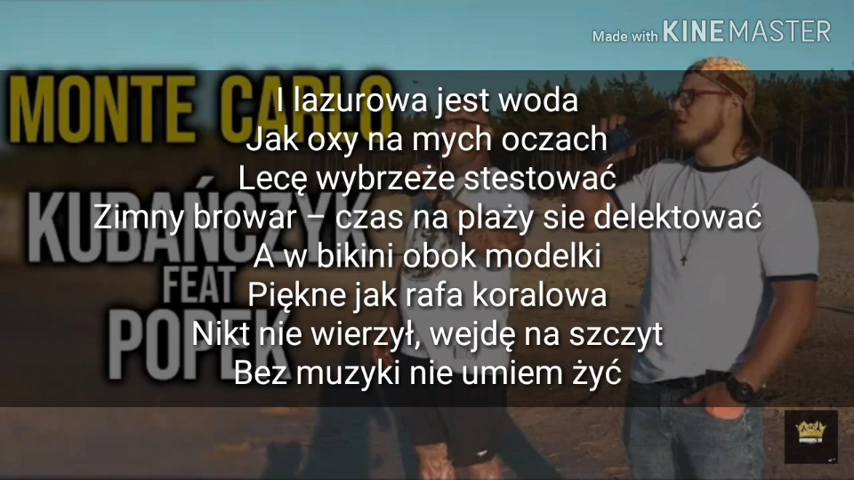 Made with KINEMASTER
MONTE CARLO
KUBAŃCZYK
FEAT
POPEK
I lazurowa jest woda
Jak oxy na mych oczach
Lecę wybrzeże stestować
Zimny browar – czas na plaży sie delektować
A w bikini obok modelki
Piękne jak rafa koralowa
Nikt nie wierzył, wejdę na szczyt
Bez muzyki nie umiem żyć